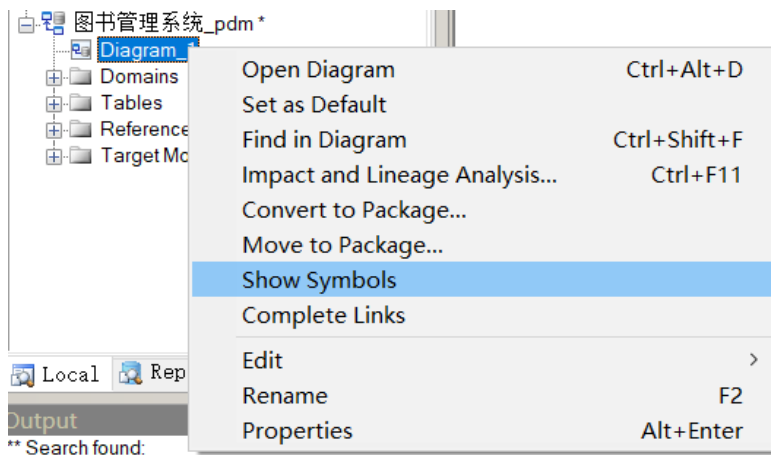 图书管理系统_pdm *
Diagram_1
Domains
Tables
Reference
Target Mo
Open Diagram Ctrl+Alt+D
Set as Default
Find in Diagram Ctrl+Shift+F
Impact and Lineage Analysis... Ctrl+F11
Convert to Package...
Move to Package...
Show Symbols
Complete Links
Edit
Rename F2
Properties Alt+Enter
Local Rep
Output
** Search found: